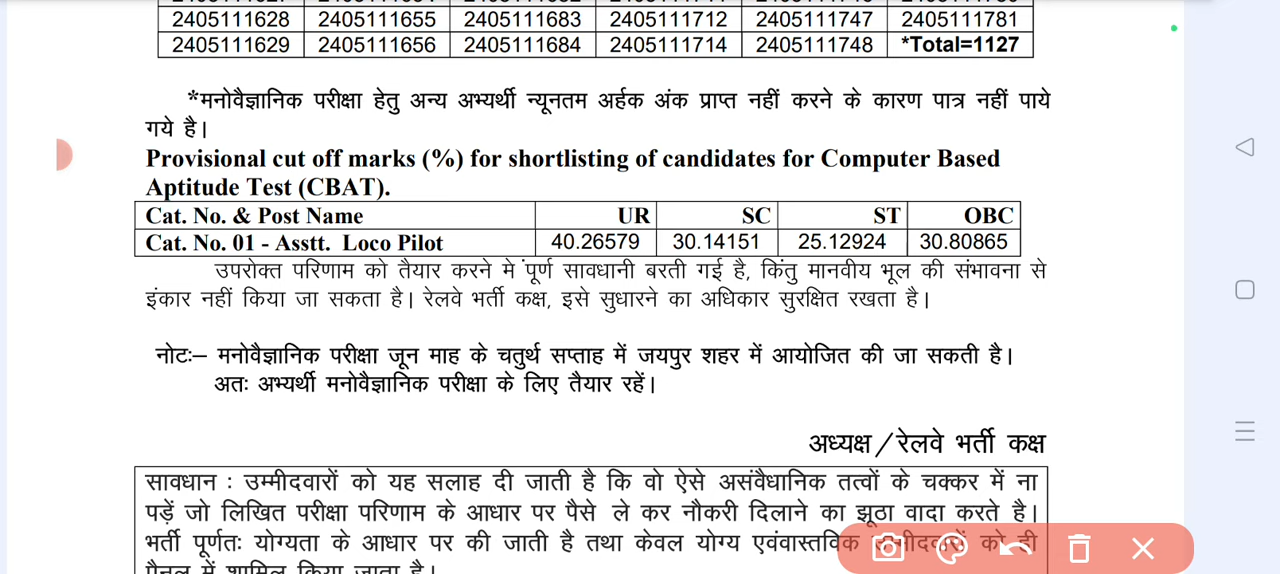 2405111628 2405111655 2405111683 2405111712 2405111747 2405111781
2405111629 2405111656 2405111684 2405111714 2405111748 *Total=1127
*मनोवैज्ञानिक परीक्षा हेतु अन्य अभ्यर्थी न्यूनतम अर्हक अंक प्राप्त नहीं करने के कारण पात्र नहीं पाये
गये है।
Provisional cut off marks (%) for shortlisting of candidates for Computer Based
Aptitude Test (CBAT).
Cat. No. & Post Name UR SC ST OBC
Cat. No. 01 - Asstt. Loco Pilot 40.26579 30.14151 25.12924 30.80865
उपरोक्त परिणाम को तैयार करने मे पूर्ण सावधानी बरती गई है, किंतु मानवीय भूल की संभावना से
इंकार नहीं किया जा सकता है। रेलवे भर्ती कक्ष, इसे सुधारने का अधिकार सुरक्षित रखता है।
नोटः– मनोवैज्ञानिक परीक्षा जून माह के चतुर्थ सप्ताह में जयपुर शहर में आयोजित की जा सकती है।
अतः अभ्यर्थी मनोवैज्ञानिक परीक्षा के लिए तैयार रहें।
अध्यक्ष/रेलवे भर्ती कक्ष
सावधान : उम्मीदवारों को यह सलाह दी जाती है कि वो ऐसे असंवैधानिक तत्वों के चक्कर में ना
पड़ें जो लिखित परीक्षा परिणाम के आधार पर पैसे ले कर नौकरी दिलाने का झूठा वादा करते है।
भर्ती पूर्णतः योग्यता के आधार पर की जाती है तथा केवल योग्य एवंवास्तविक उम्मीदवारों को ही
पैनल में शामिल किया जाता है।